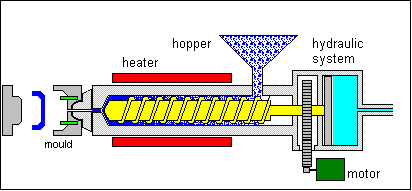 hopper
hydraulic
system
heater
mould
motor